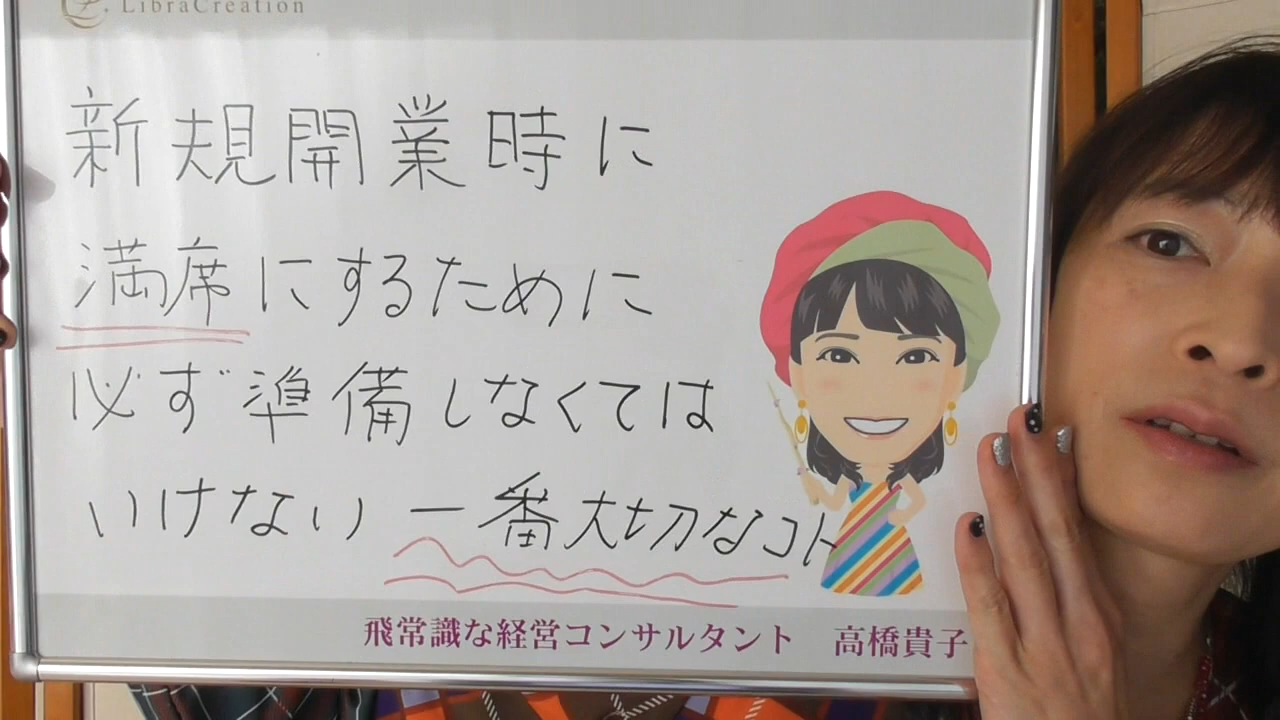 LibraCreation
新規開業時に
満席にするために
必ず準備しなくては
いけない 一番大切なコト
飛常識な経営コンサルタント 高橋貴子